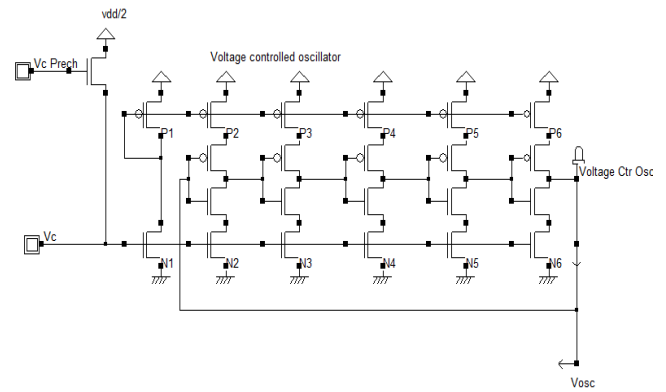 vdd/2
Voltage controlled oscillator
Vc Prech
P1 P2 P3 P4 P5 P6
Voltage Ctr Osc
Vc
N1 N2 N3 N4 N5 N6
Vosc